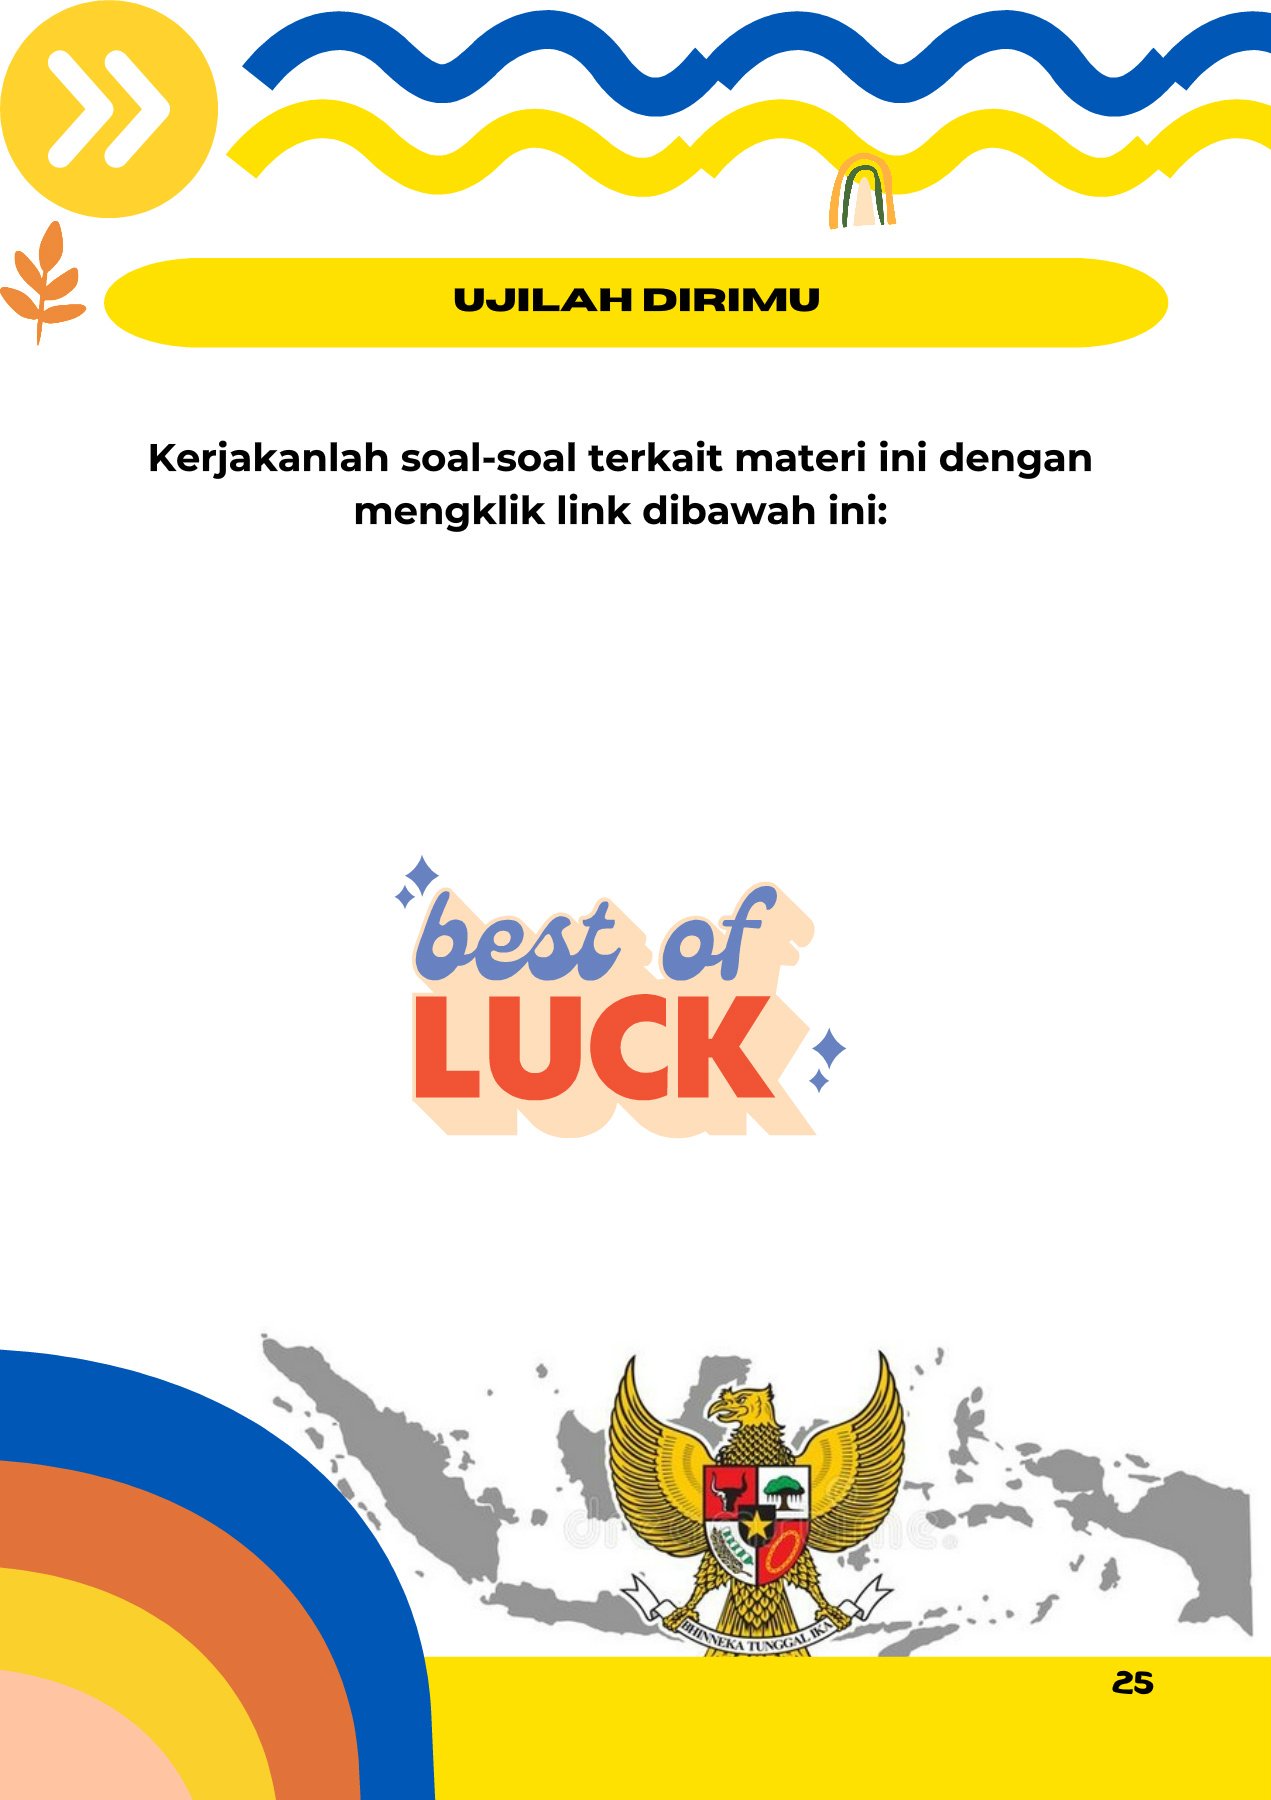 UJILAH DIRIMU
Kerjakanlah soal-soal terkait materi ini dengan
mengklik link dibawah ini:
best of
LUCK
BHINNEKA TUNGGAL IKA
25